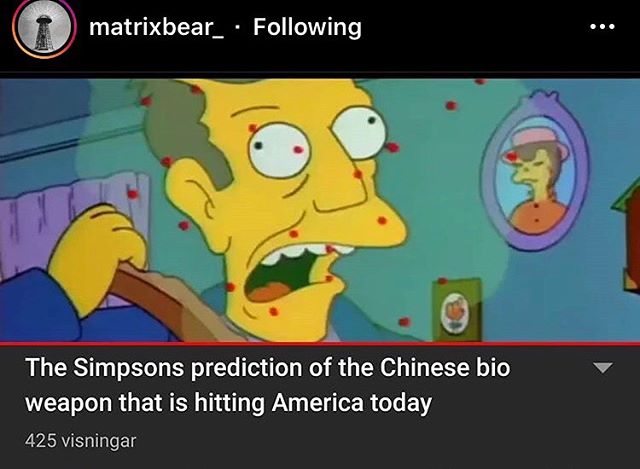 matrixbear_ · Following
The Simpsons prediction of the Chinese bio
weapon that is hitting America today
425 visningar